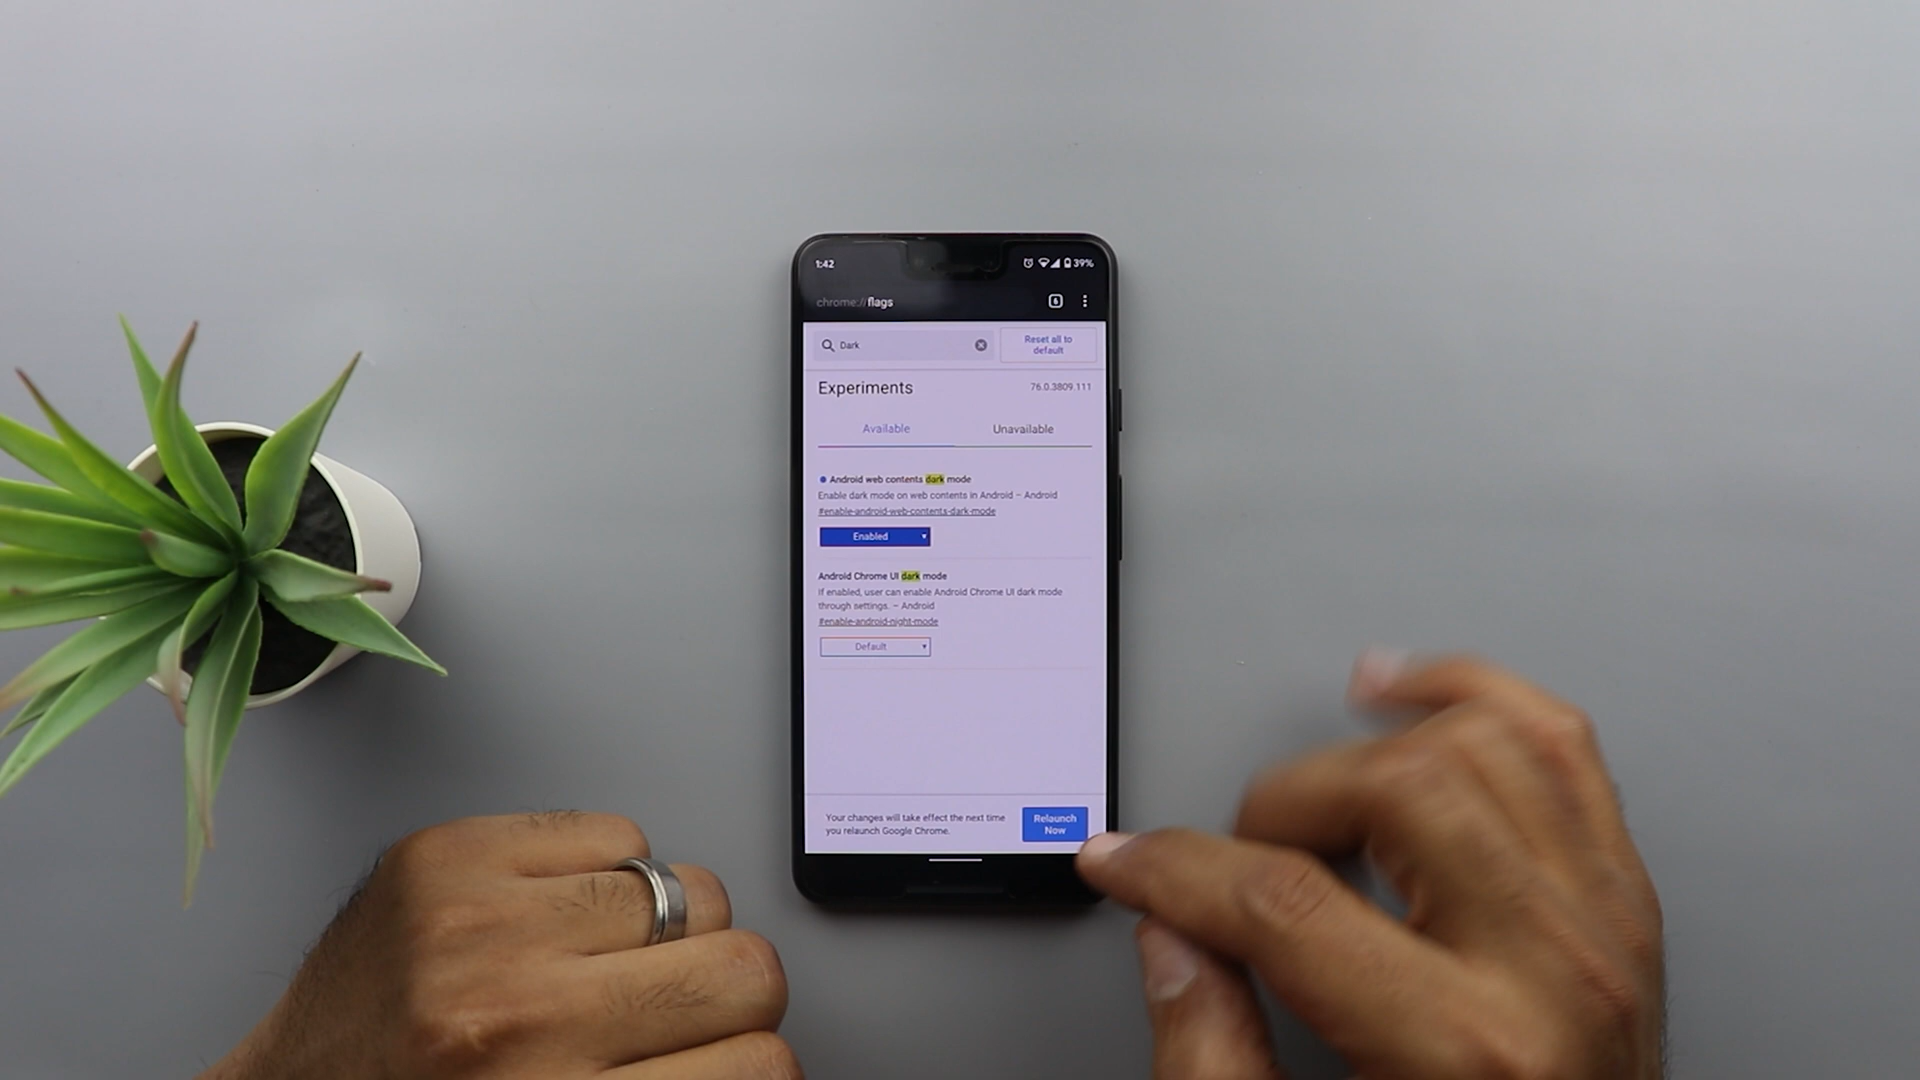 1:42
39%
chrome://flags
6
Dark
Reset all to
default
Experiments
76.0.3809.111
Available
Unavailable
Android web contents dark mode
Enable dark mode on web contents in Android – Android
#enable-android-web-contents-dark-mode
Enabled
Android Chrome UI dark mode
If enabled, user can enable Android Chrome UI dark mode
through settings. – Android
#enable-android-night-mode
Default
Your changes will take effect the next time
you relaunch Google Chrome.
Relaunch
Now